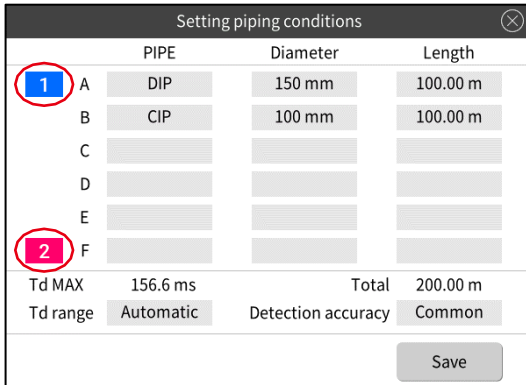 Setting piping conditions
PIPE Diameter Length
1 A DIP 150 mm 100.00 m
B CIP 100 mm 100.00 m
C
D
E
2 F
Td MAX 156.6 ms Total 200.00 m
Td range Automatic Detection accuracy Common
Save